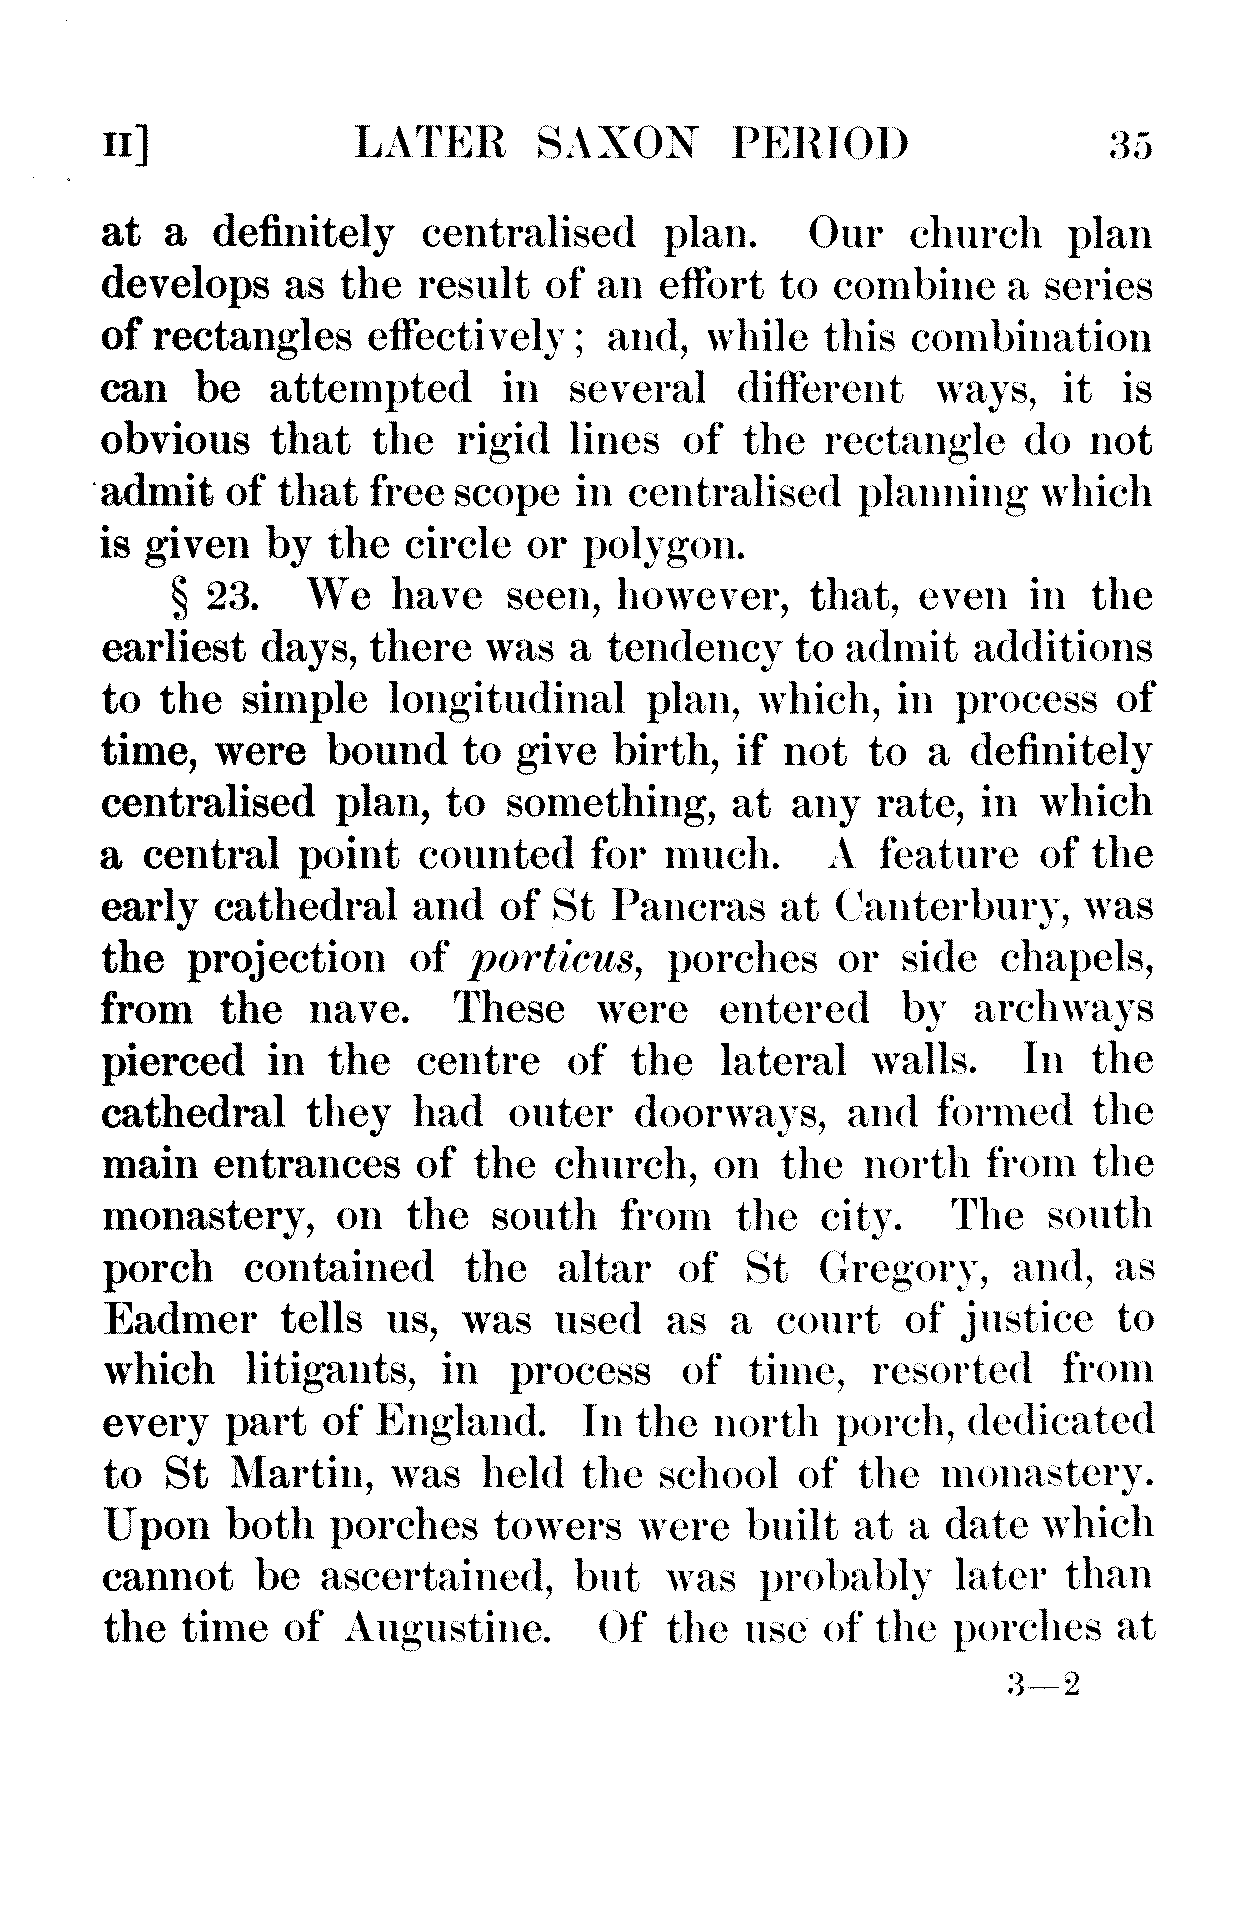 II] LATER SAXON PERIOD 35
at a definitely centralised plan. Our church plan
develops as the result of an effort to combine a series
of rectangles effectively; and, while this combination
can be attempted in several different ways, it is
obvious that the rigid lines of the rectangle do not
admit of that free scope in centralised planning which
is given by the circle or polygon.
§ 23. We have seen, however, that, even in the
earliest days, there was a tendency to admit additions
to the simple longitudinal plan, which, in process of
time, were bound to give birth, if not to a definitely
centralised plan, to something, at any rate, in which
a central point counted for much. A feature of the
early cathedral and of St Pancras at Canterbury, was
the projection of porticus, porches or side chapels,
from the nave. These were entered by archways
pierced in the centre of the lateral walls. In the
cathedral they had outer doorways, and formed the
main entrances of the church, on the north from the
monastery, on the south from the city. The south
porch contained the altar of St Gregory, and, as
Eadmer tells us, was used as a court of justice to
which litigants, in process of time, resorted from
every part of England. In the north porch, dedicated
to St Martin, was held the school of the monastery.
Upon both porches towers were built at a date which
cannot be ascertained, but was probably later than
the time of Augustine. Of the use of the porches at
3—2